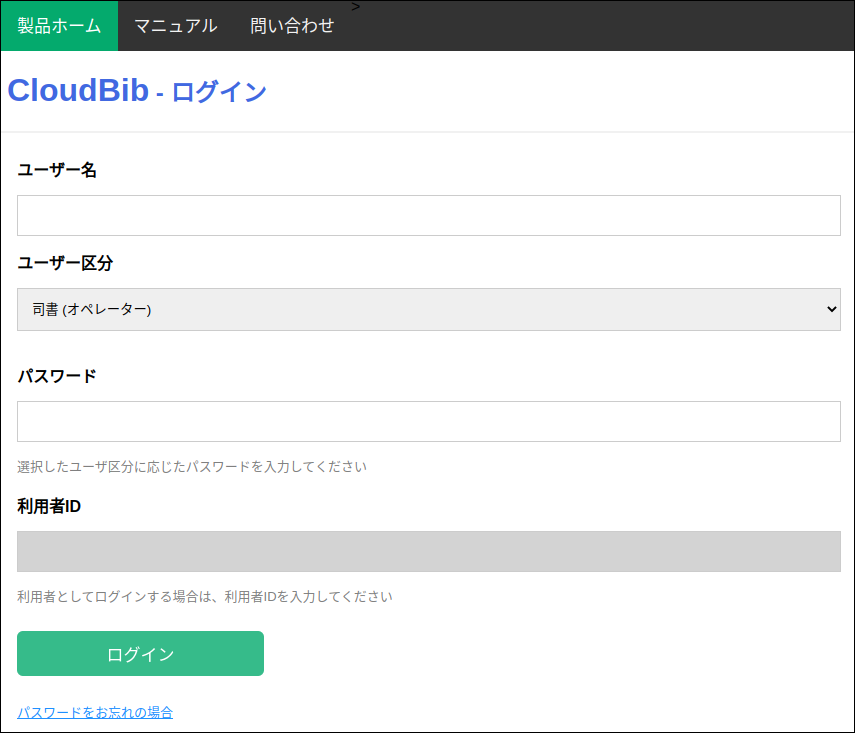 製品ホーム マニュアル 問い合わせ >
CloudBib - ログイン
ユーザー名
ユーザー区分
司書 (オペレーター)
パスワード
選択したユーザ区分に応じたパスワードを入力してください
利用者ID
利用者としてログインする場合は、利用者IDを入力してください
ログイン
パスワードをお忘れの場合